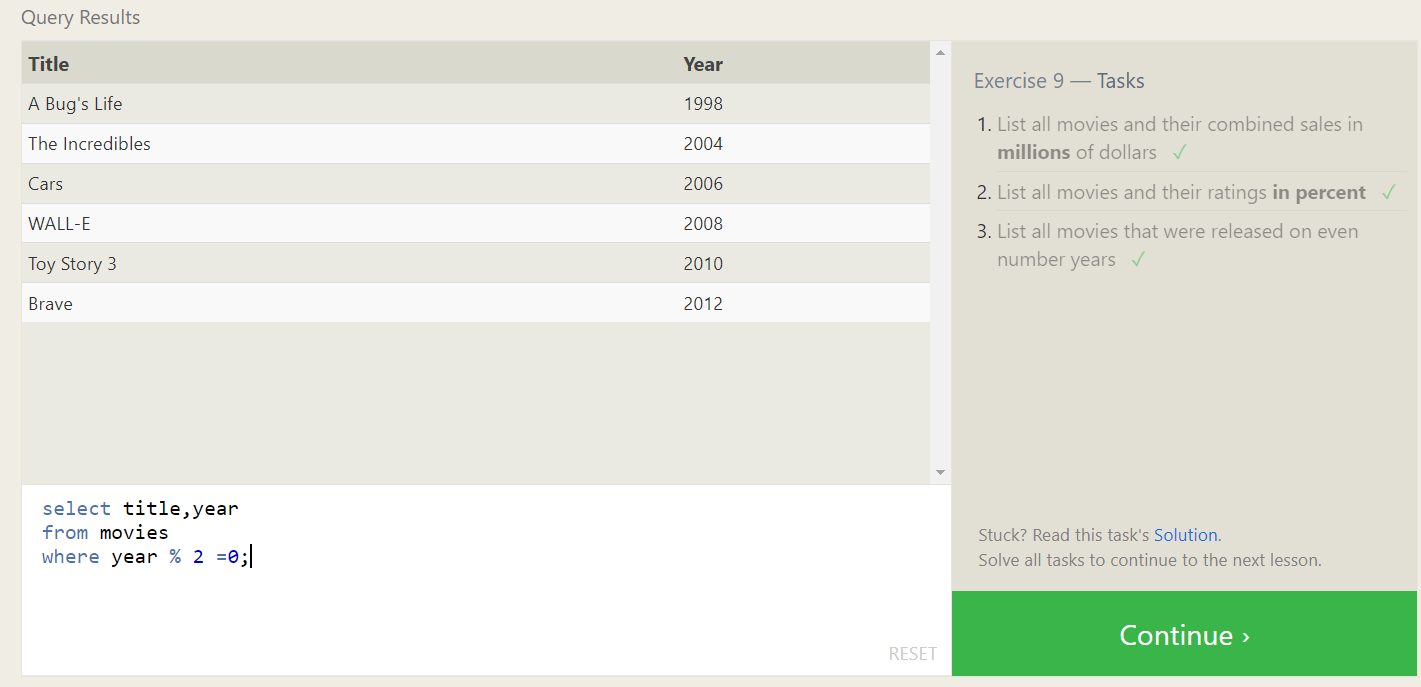 Query Results
Title Year
A Bug's Life 1998
The Incredibles 2004
Cars 2006
WALL-E 2008
Toy Story 3 2010
Brave 2012
select title,year
from movies
where year % 2 =0;
RESET
Exercise 9 — Tasks
1. List all movies and their combined sales in
millions of dollars ✓
2. List all movies and their ratings in percent ✓
3. List all movies that were released on even
number years ✓
Stuck? Read this task's Solution.
Solve all tasks to continue to the next lesson.
Continue ›